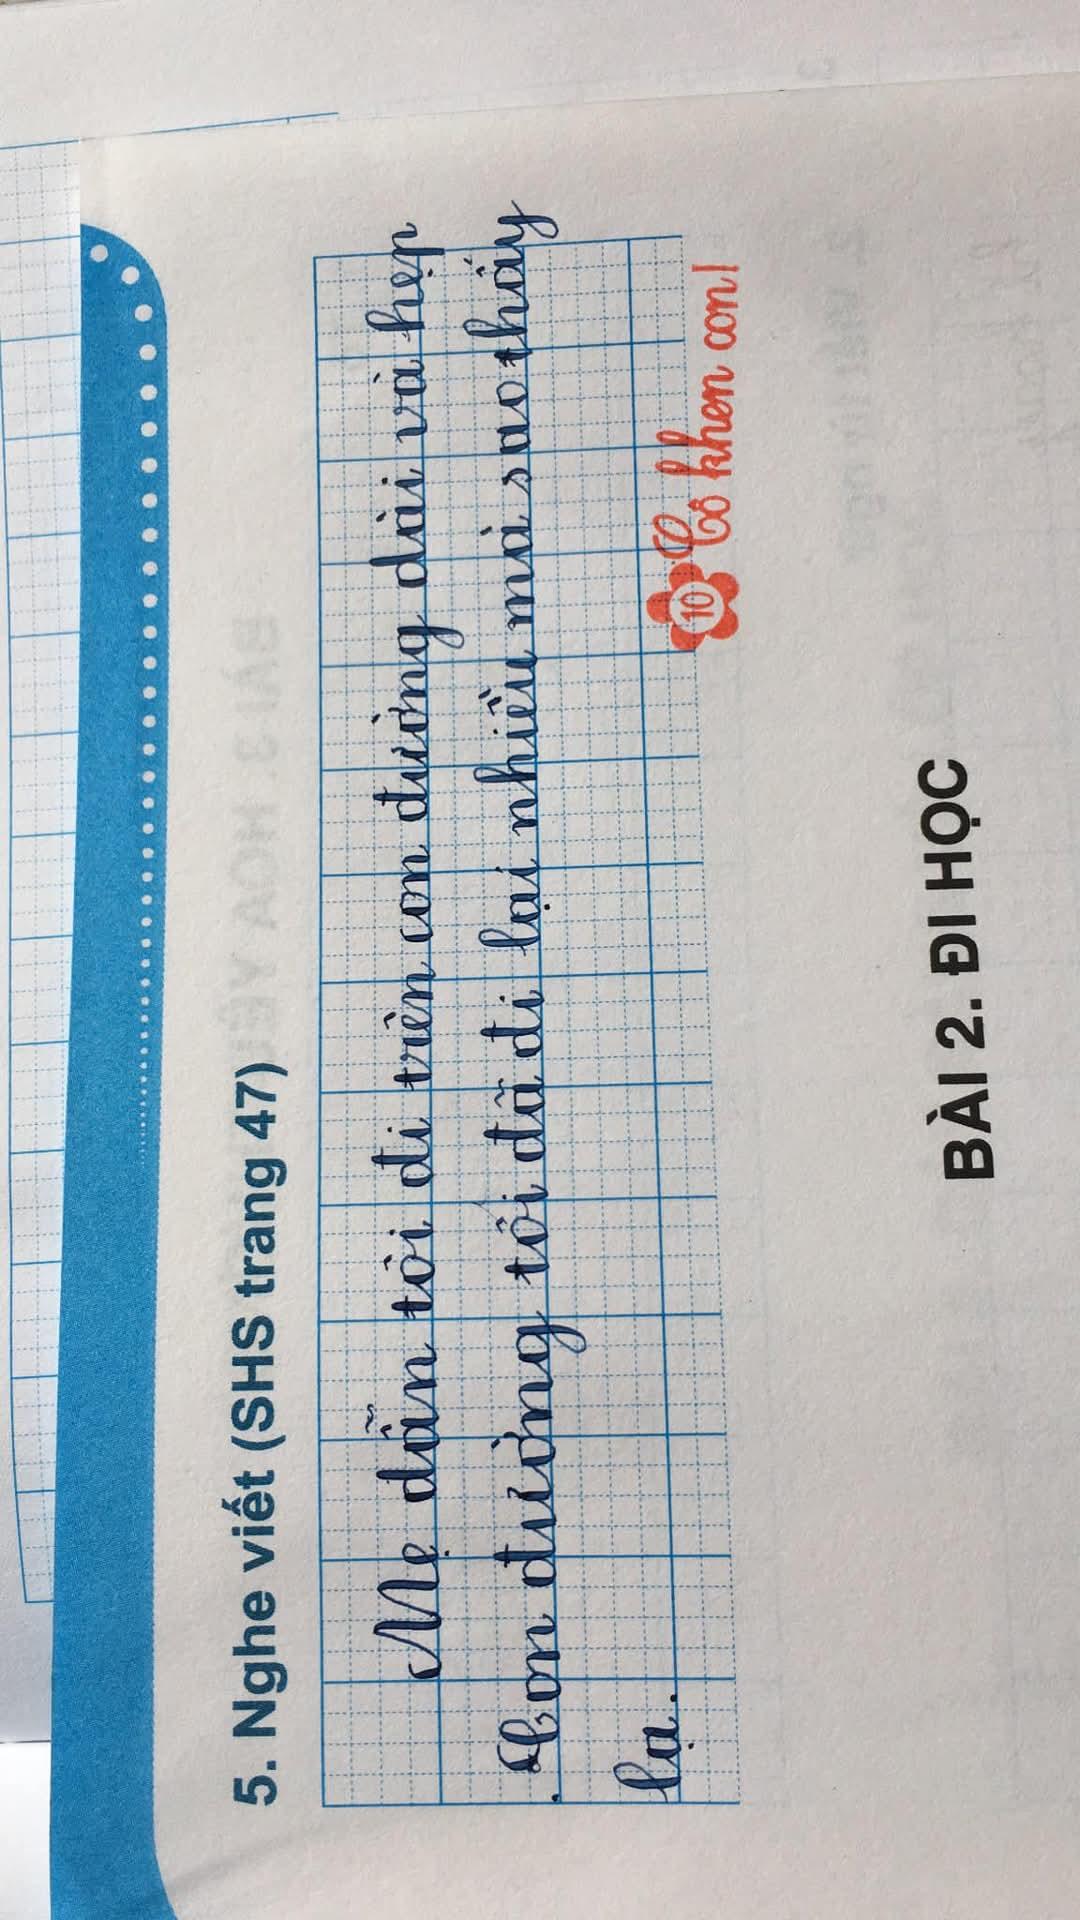 5. Nghe viết (SHS trang 47)
Mẹ dẫn tôi đi trên con đường dài và hẹp
. Con đường tôi đã đi lại nhiều mà sao thấy
lạ.
10 Cô khen con!
BÀI 2. ĐI HỌC